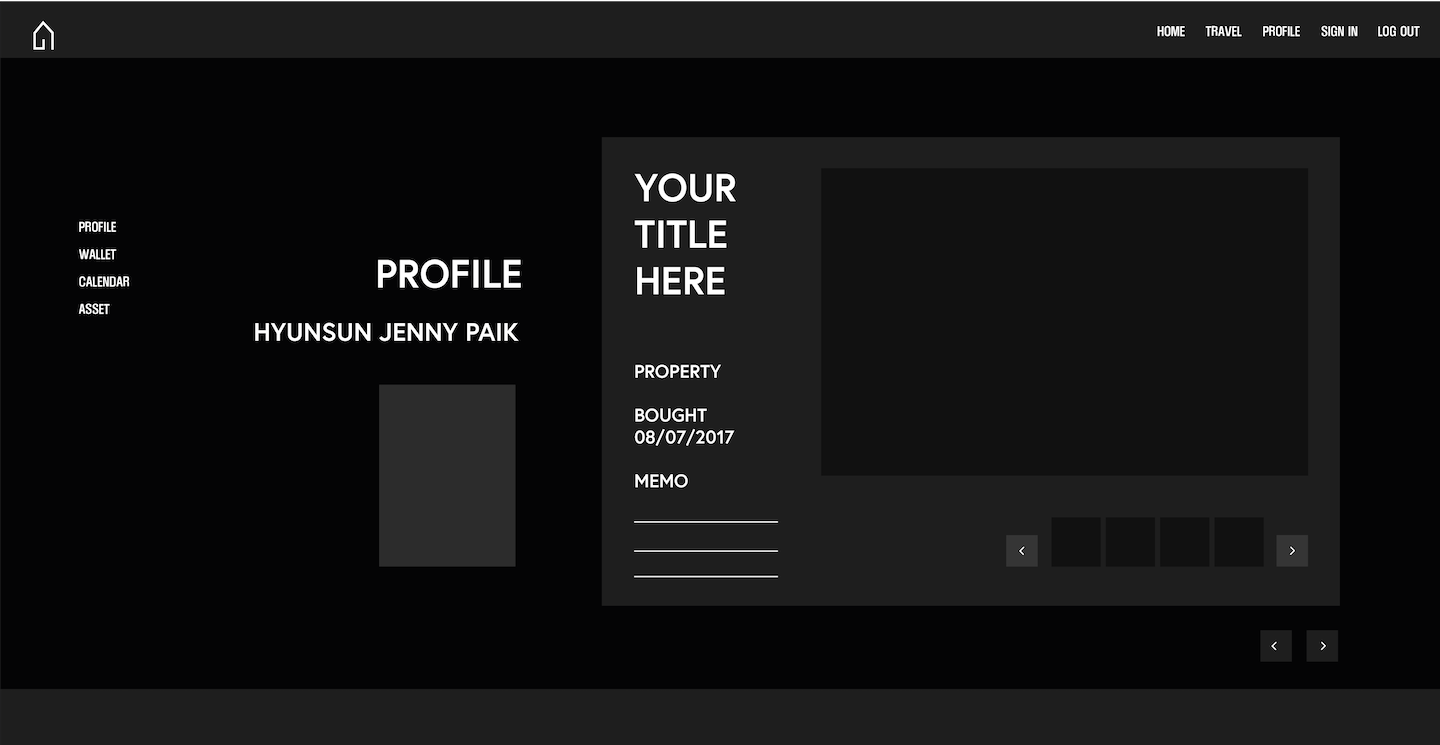 HOME TRAVEL PROFILE SIGN IN LOG OUT
PROFILE
WALLET
CALENDAR
ASSET
PROFILE
HYUNSUN JENNY PAIK
YOUR
TITLE
HERE
PROPERTY
BOUGHT
08/07/2017
MEMO